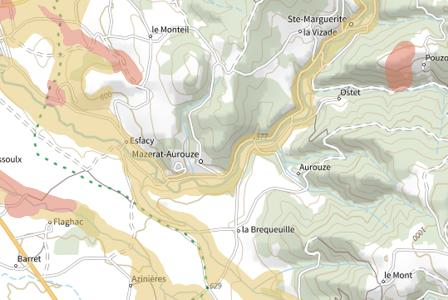 Ste-Marguerite
le Monteil
la Vizade
Pouzo
Ostet
600
577
Esfacy
Mazerat-Aurouze
ssoulx
Aurouze
Flaghac
la Brequeuille
1000
Barret
le Mont
Azinières
629